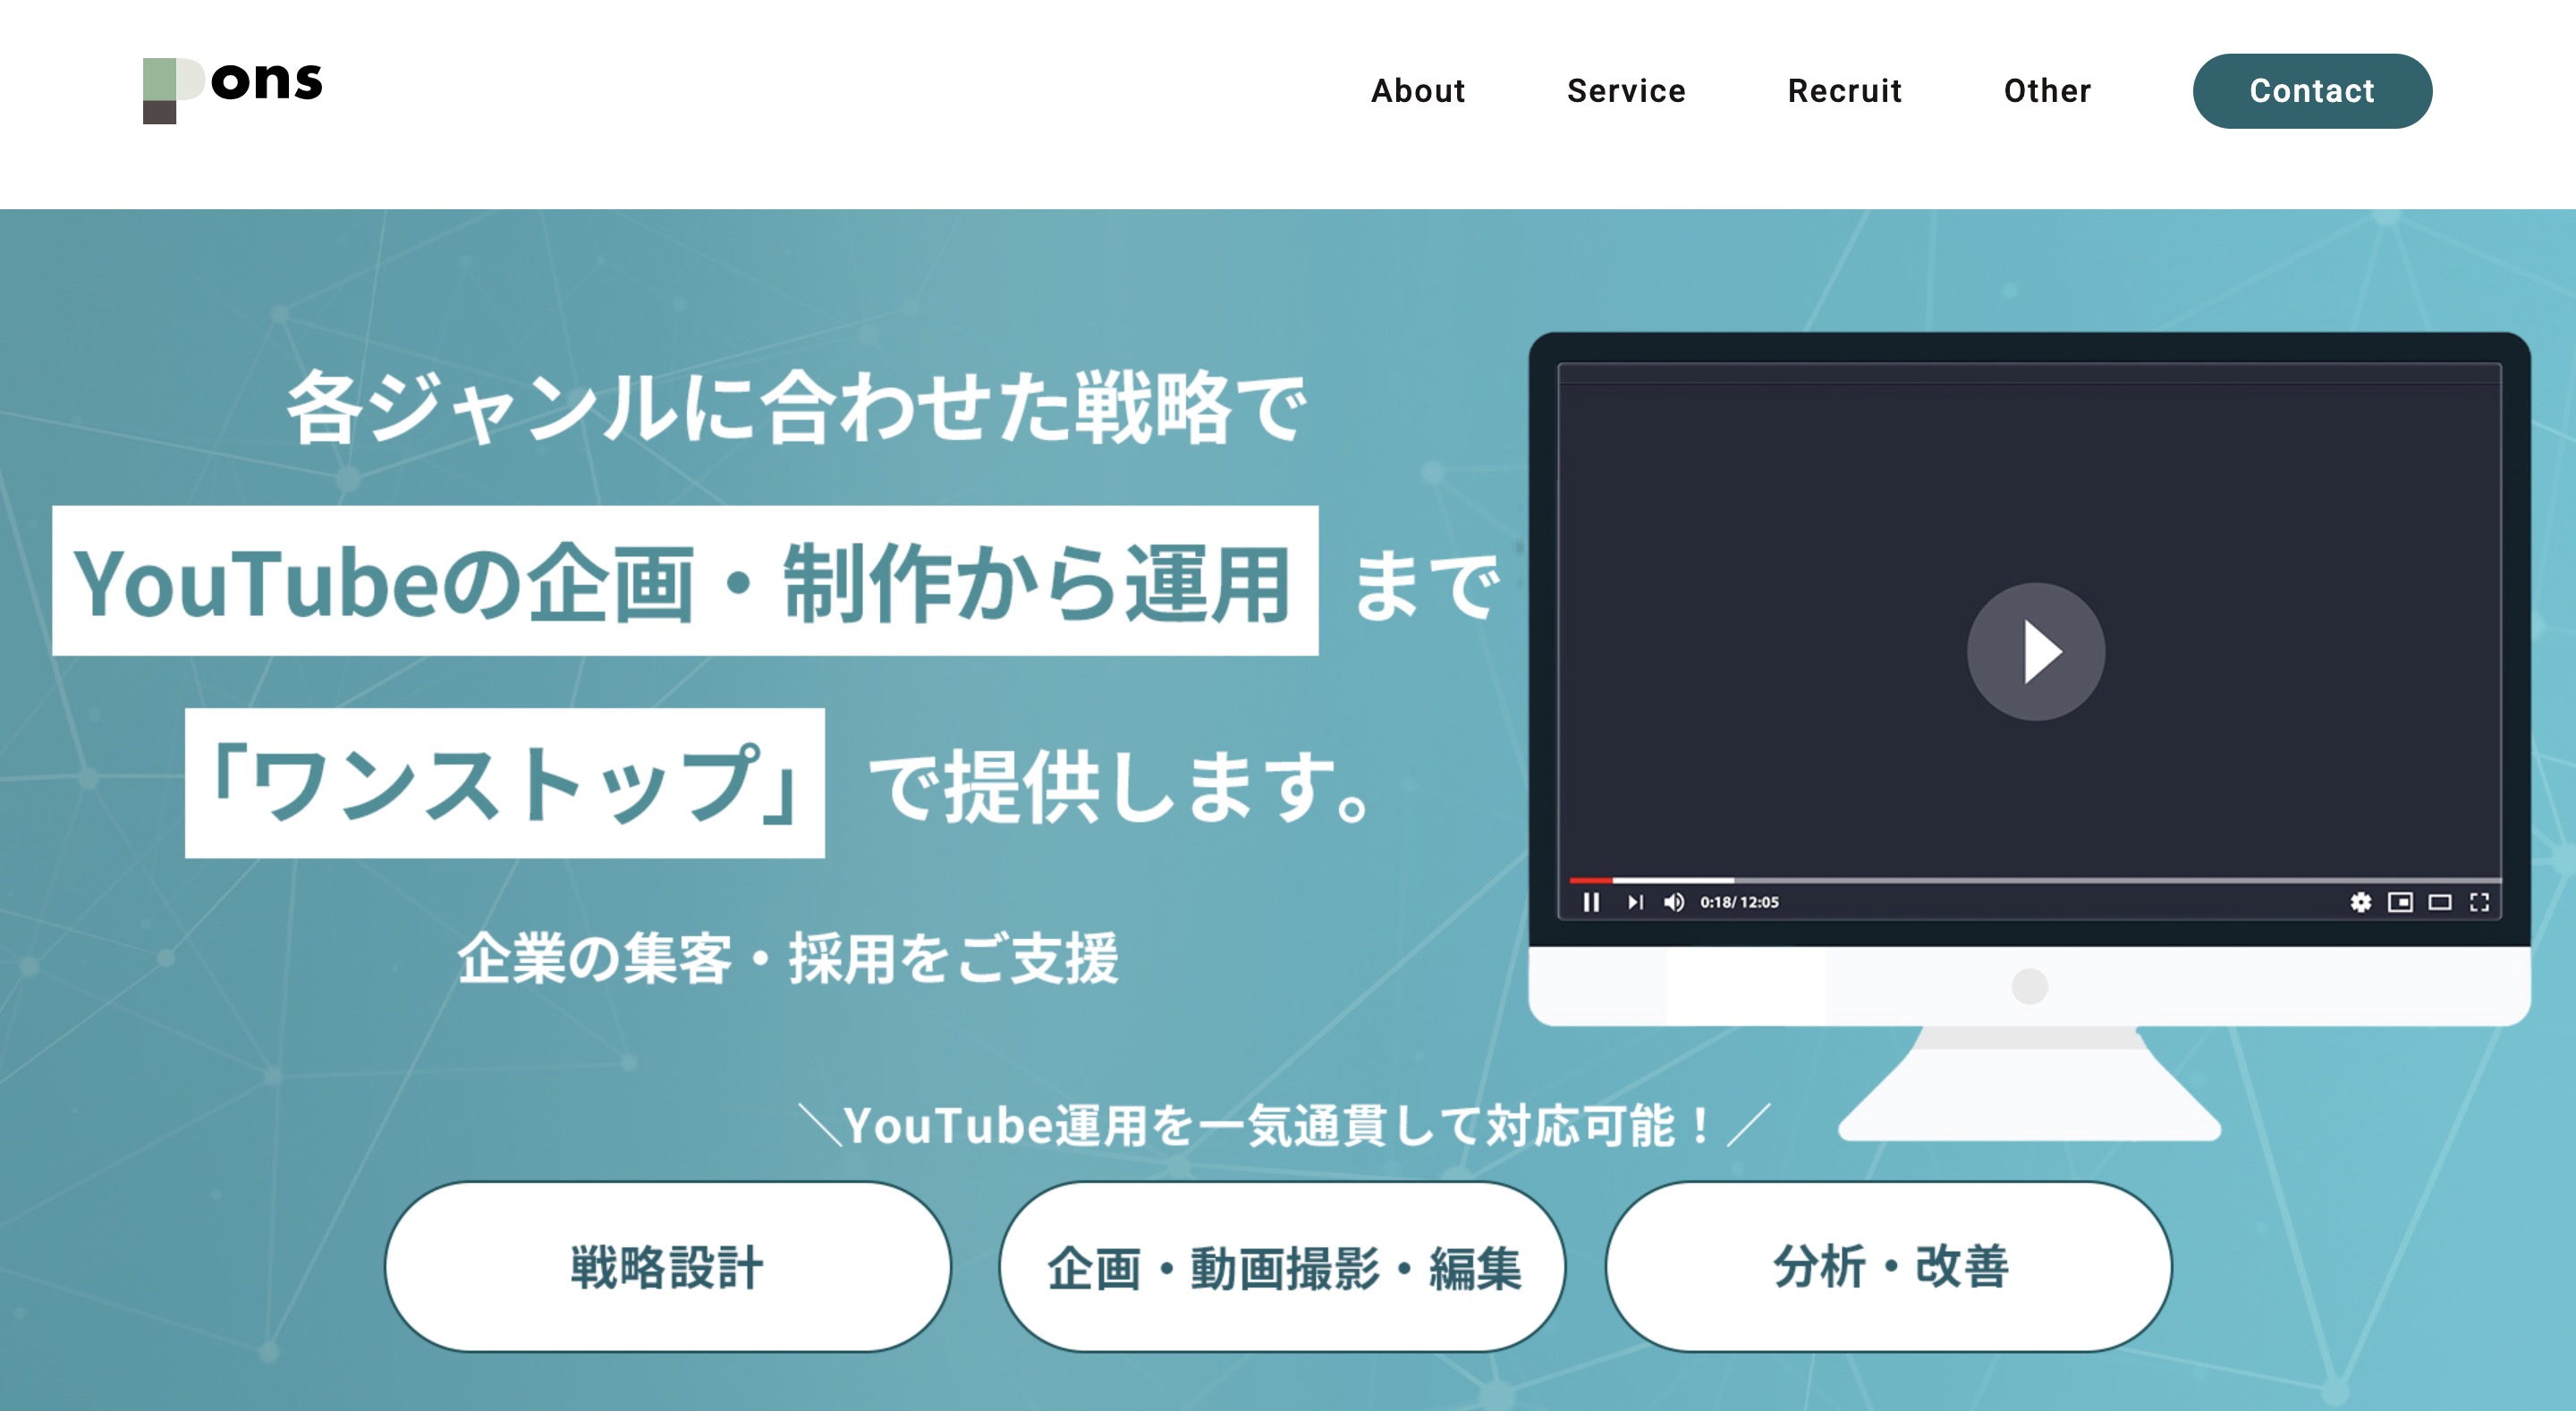 Pons
About Service Recruit Other Contact
各ジャンルに合わせた戦略で
YouTubeの企画・制作から運用 まで
「ワンストップ」 で提供します。
企業の集客・採用をご支援
0:18/ 12:05
＼YouTube運用を一気通貫して対応可能！／
戦略設計
企画・動画撮影・編集
分析・改善